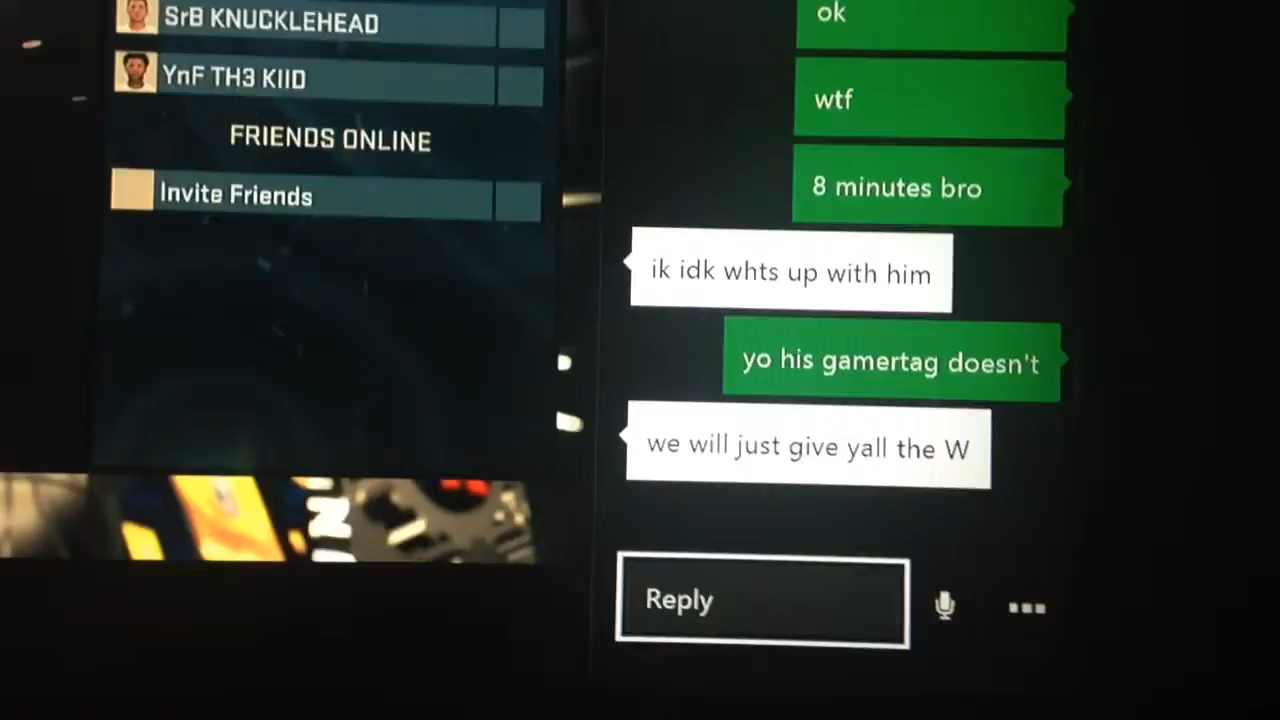 SrB KNUCKLEHEAD
YnF TH3 KIID
FRIENDS ONLINE
Invite Friends
ok
wtf
8 minutes bro
ik idk whts up with him
yo his gamertag doesn't
we will just give yall the W
Reply